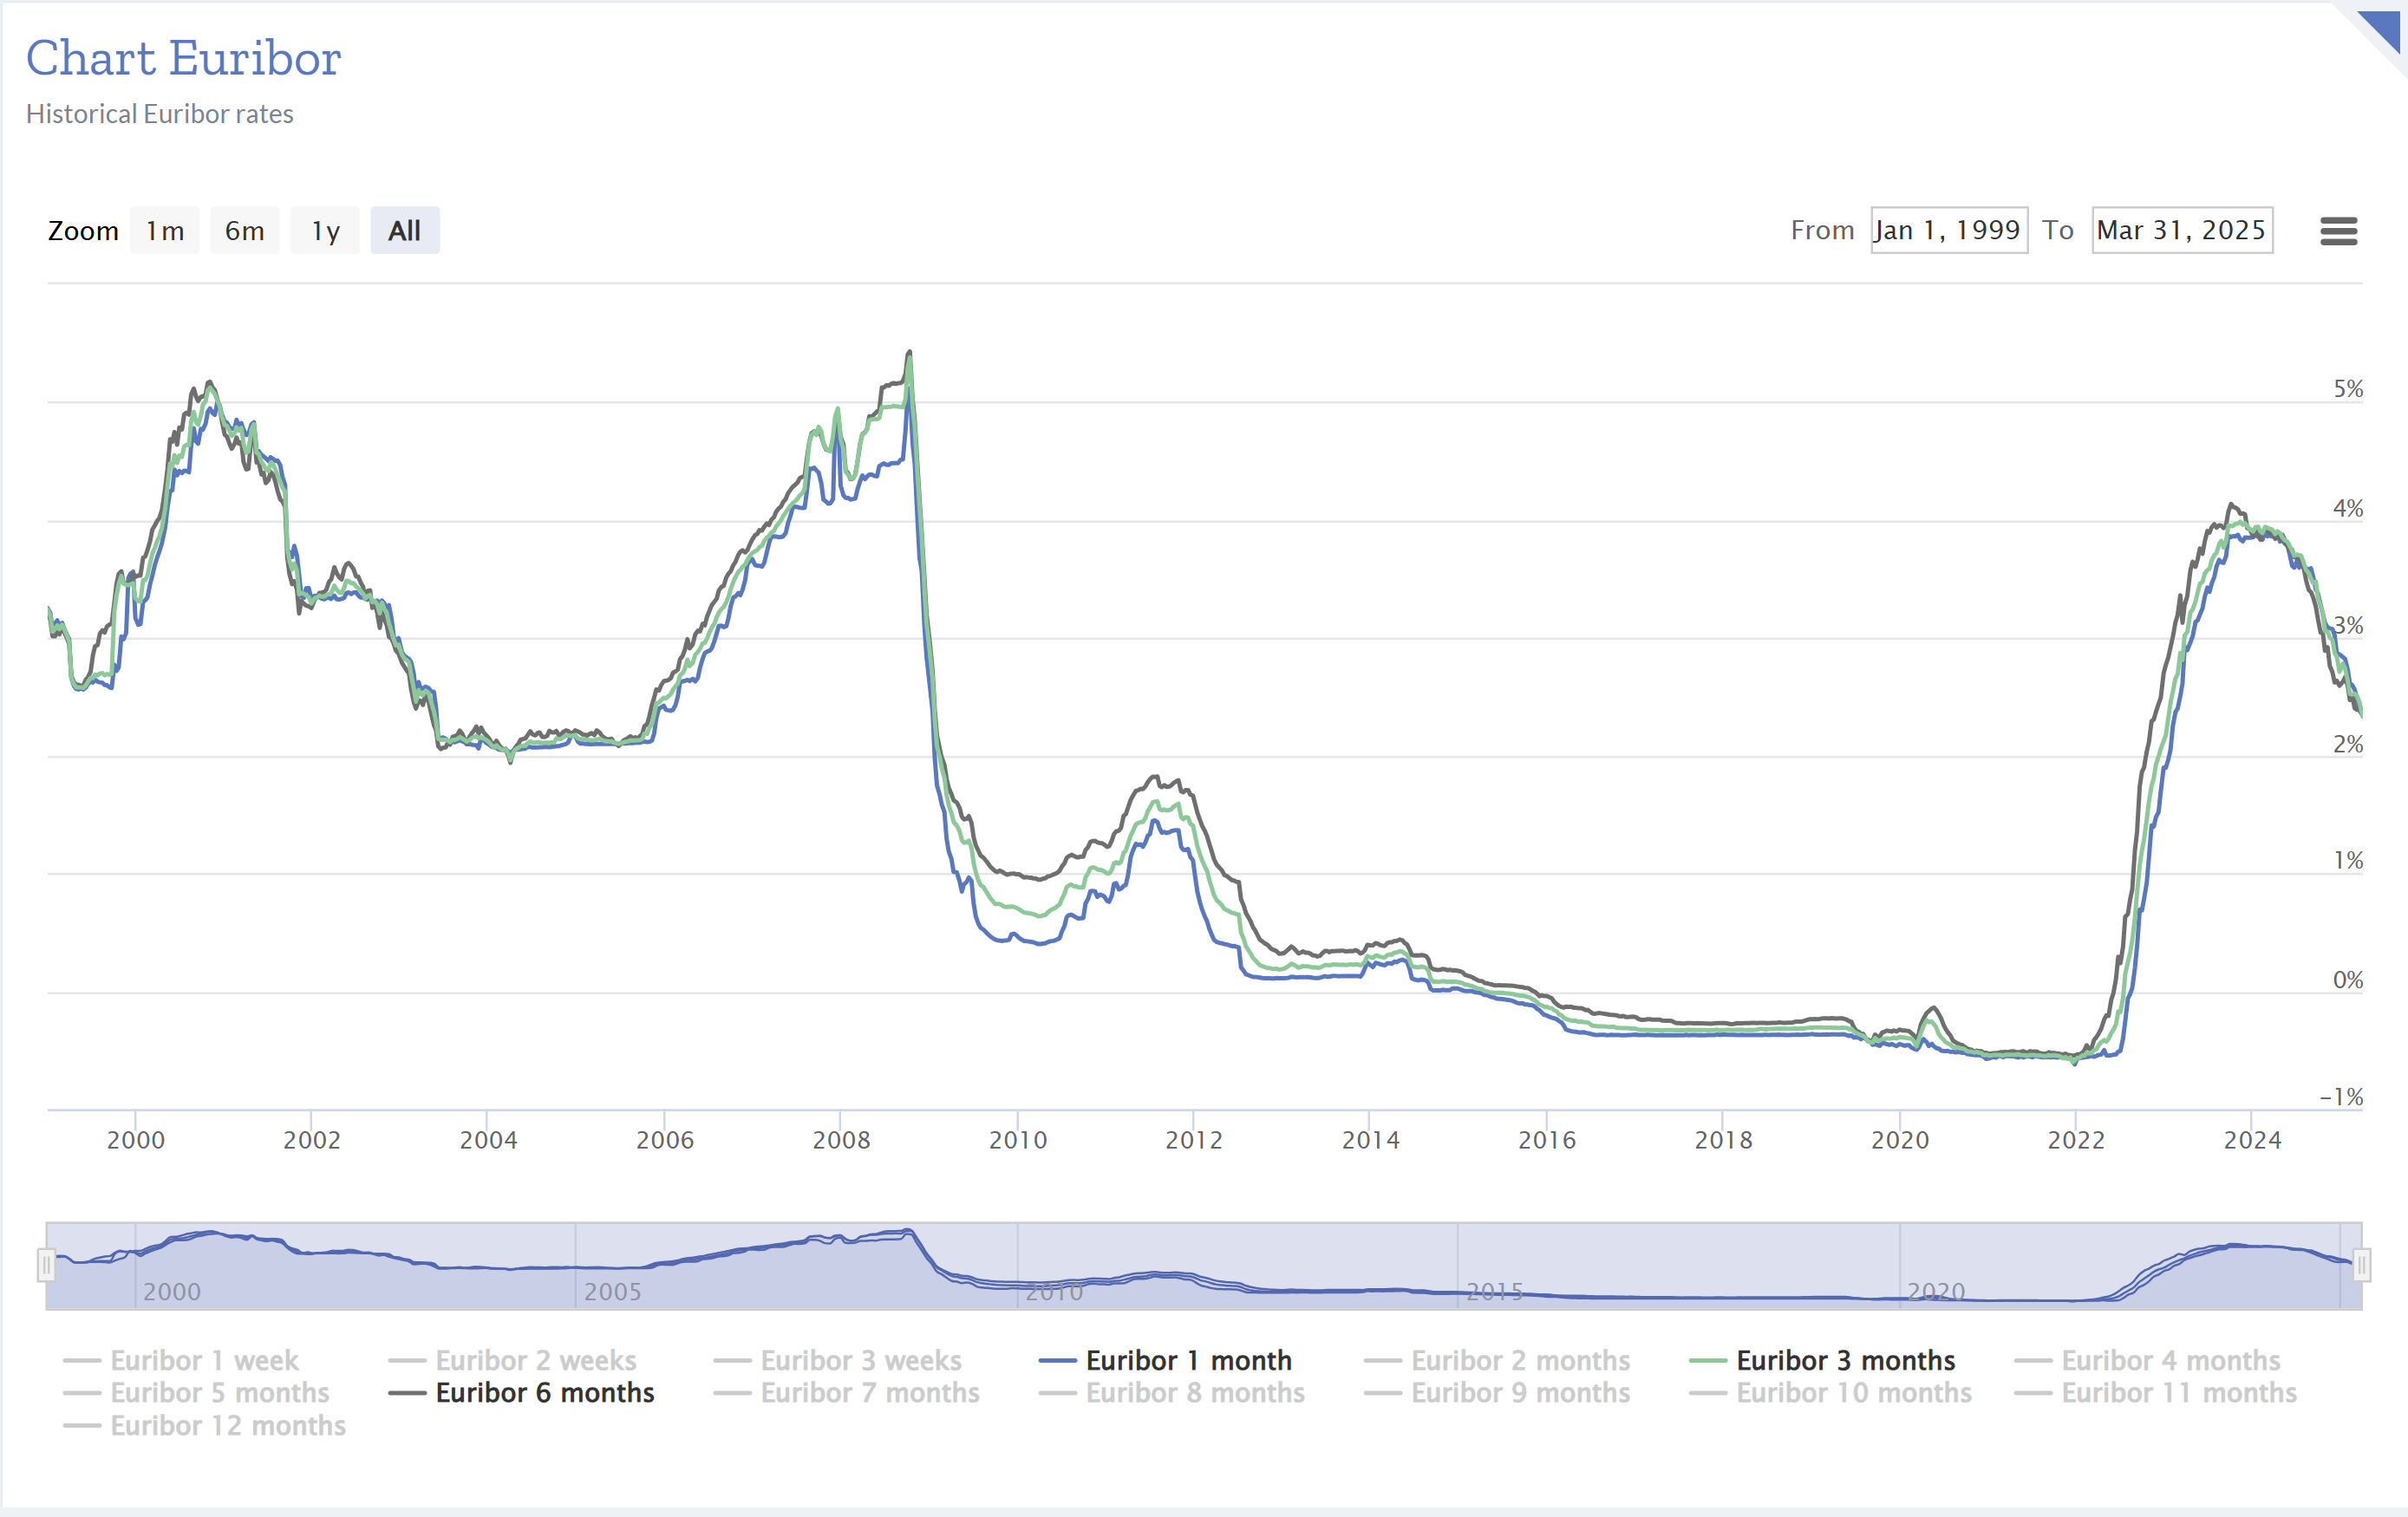 Chart Euribor
Historical Euribor rates
Zoom 1m 6m 1y All From Jan 1, 1999 To Mar 31, 2025
5%
4%
3%
2%
1%
0%
-1%
2000 2002 2004 2006 2008 2010 2012 2014 2016 2018 2020 2022 2024
2000 2005 2010 2015 2020
Euribor 1 week Euribor 2 weeks Euribor 3 weeks Euribor 1 month Euribor 2 months Euribor 3 months Euribor 4 months
Euribor 5 months Euribor 6 months Euribor 7 months Euribor 8 months Euribor 9 months Euribor 10 months Euribor 11 months
Euribor 12 months